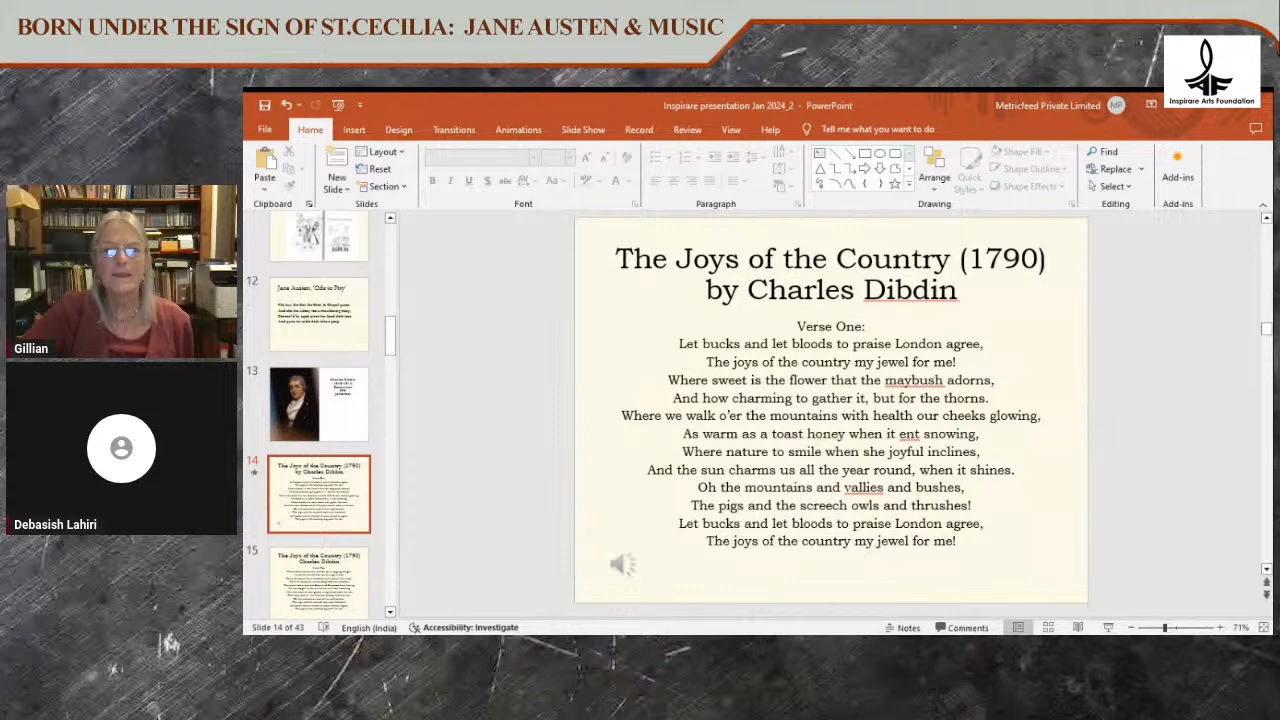 BORN UNDER THE SIGN OF ST.CECILIA: JANE AUSTEN & MUSIC
Inspirare Arts Foundation
Inspirare presentation Jan 2024_2 - PowerPoint
Metricfeed Private Limited
MP
File Home Insert Design Transitions Animations Slide Show Record Review View Help Tell me what you want to do
Paste
New
Slide
Layout
Reset
Section
B I U S abc AV Aa A
Arrange
Quick
Styles
Shape Fill
Shape Outline
Shape Effects
Find
Replace
Select
Add-ins
Clipboard Slides Font Paragraph Drawing Editing Add-ins
Gillian
Debasish Lahiri
12
Jane Austen, 'Ode to Pity'
13
14
The Joys of the Country (1790)
by Charles Dibdin
15
The Joys of the Country (1790)
Charles Dibdin
The Joys of the Country (1790)
by Charles Dibdin
Verse One:
Let bucks and let bloods to praise London agree,
The joys of the country my jewel for me!
Where sweet is the flower that the maybush adorns,
And how charming to gather it, but for the thorns.
Where we walk o'er the mountains with health our cheeks glowing,
As warm as a toast honey when it ent snowing,
Where nature to smile when she joyful inclines,
And the sun charms us all the year round, when it shines.
Oh the mountains and vallies and bushes,
The pigs and the screech owls and thrushes!
Let bucks and let bloods to praise London agree,
The joys of the country my jewel for me!
Slide 14 of 43 English (India) Accessibility: Investigate Notes Comments 71%